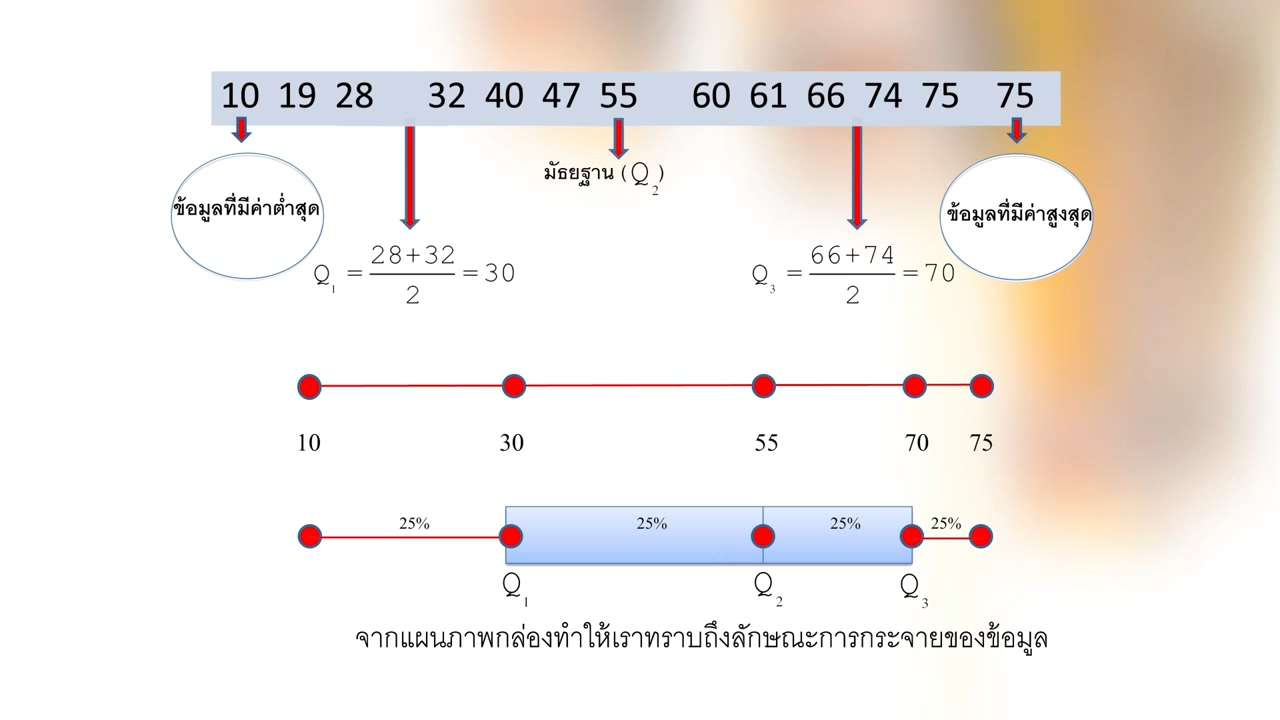 10 19 28 32 40 47 55 60 61 66 74 75 75
มัธยฐาน (Q2)
ข้อมูลที่มีค่าต่ำสุด
ข้อมูลที่มีค่าสูงสุด
Q1 = 28+32 / 2 = 30
Q3 = 66+74 / 2 = 70
10 30 55 70 75
25% 25% 25% 25%
Q1 Q2 Q3
จากแผนภาพกล่องทำให้เราทราบถึงลักษณะการกระจายของข้อมูล